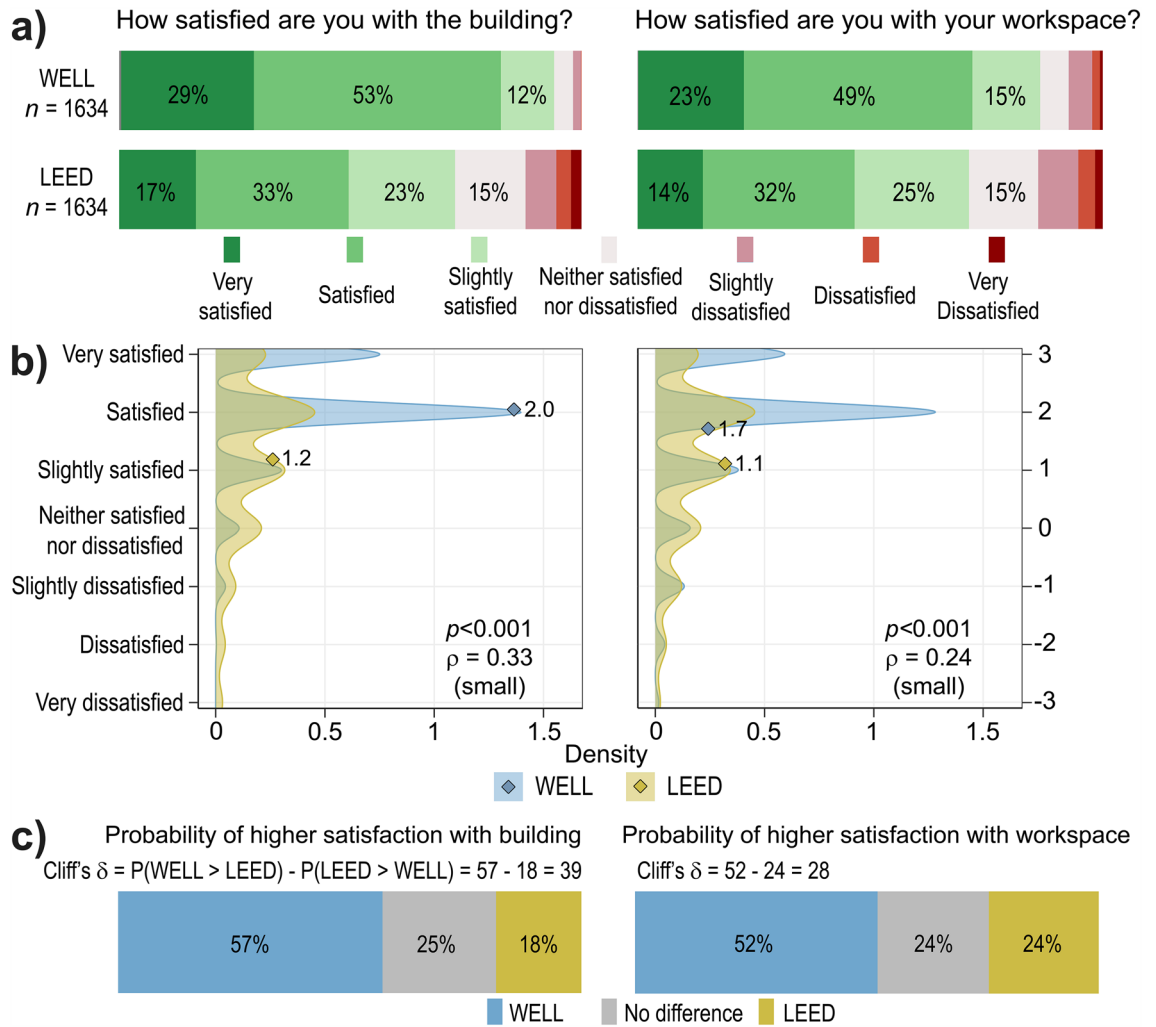 a)
How satisfied are you with the building?
How satisfied are you with your workspace?
WELL
n = 1634
29%
53%
12%
23%
49%
15%
LEED
n = 1634
17%
33%
23%
15%
14%
32%
25%
15%
Very
satisfied
Satisfied
Slightly
satisfied
Neither satisfied
nor dissatisfied
Slightly
dissatisfied
Dissatisfied
Very
Dissatisfied
b)
Very satisfied
Satisfied
Slightly satisfied
Neither satisfied
nor dissatisfied
Slightly dissatisfied
Dissatisfied
Very dissatisfied
2.0
1.2
p<0.001
ρ = 0.33
(small)
0
0.5
1
1.5
1.7
1.1
p<0.001
ρ = 0.24
(small)
3
2
1
0
-1
-2
-3
0
0.5
1
1.5
Density
WELL
LEED
c)
Probability of higher satisfaction with building
Cliff's δ = P(WELL > LEED) - P(LEED > WELL) = 57 - 18 = 39
57%
25%
18%
Probability of higher satisfaction with workspace
Cliff's δ = 52 - 24 = 28
52%
24%
24%
WELL
No difference
LEED